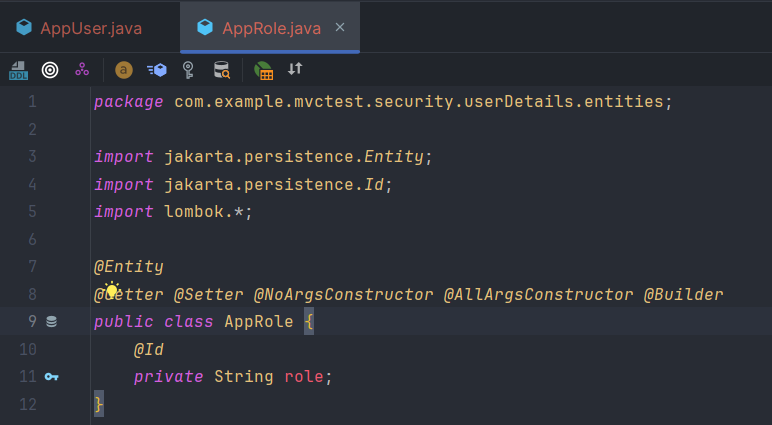 AppUser.java
AppRole.java ×
DDL
a
1 package com.example.mvctest.security.userDetails.entities;
2
3 import jakarta.persistence.Entity;
4 import jakarta.persistence.Id;
5 import lombok.*;
6
7 @Entity
8 @Getter @Setter @NoArgsConstructor @AllArgsConstructor @Builder
9 public class AppRole {
10 @Id
11 private String role;
12 }